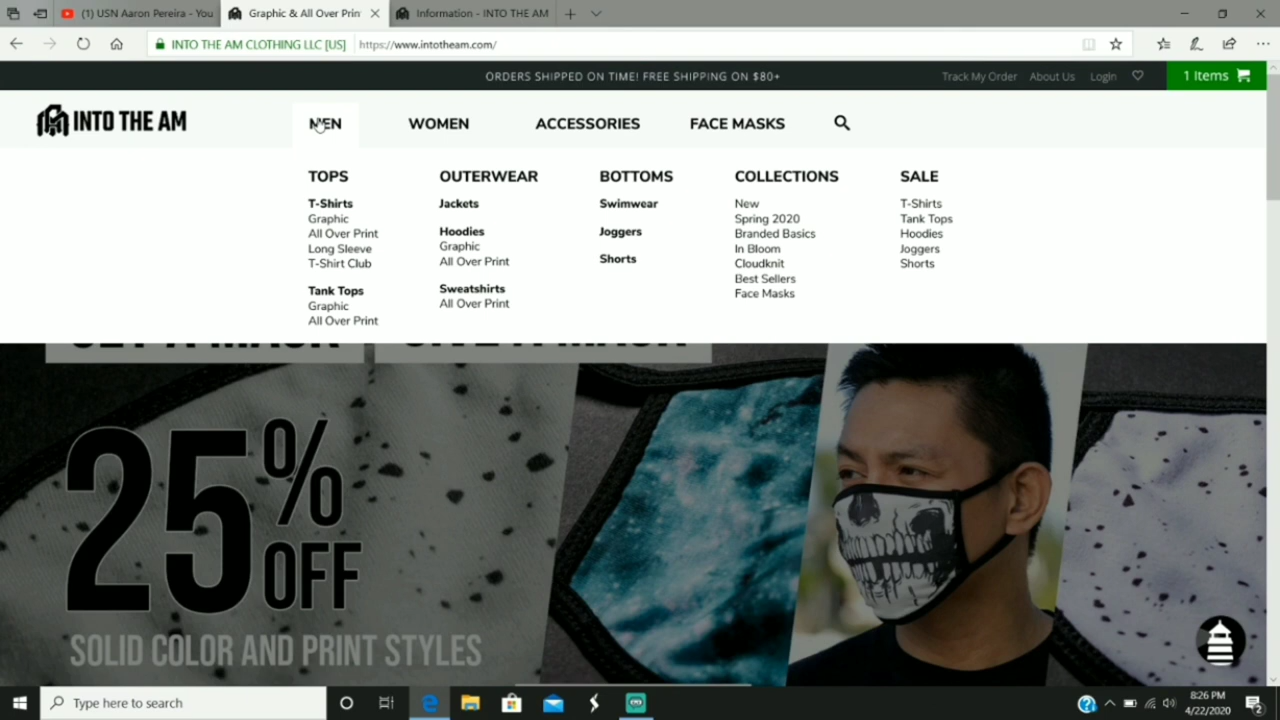 (1) USN Aaron Pereira - You
Graphic & All Over Prin
Information - INTO THE AM
INTO THE AM CLOTHING LLC [US]
https://www.intotheam.com/
ORDERS SHIPPED ON TIME! FREE SHIPPING ON $80+
Track My Order
About Us
Login
1 Items
INTO THE AM
MEN
WOMEN
ACCESSORIES
FACE MASKS
TOPS
T-Shirts
Graphic
All Over Print
Long Sleeve
T-Shirt Club
Tank Tops
Graphic
All Over Print
OUTERWEAR
Jackets
Hoodies
Graphic
All Over Print
Sweatshirts
All Over Print
BOTTOMS
Swimwear
Joggers
Shorts
COLLECTIONS
New
Spring 2020
Branded Basics
In Bloom
Cloudknit
Best Sellers
Face Masks
SALE
T-Shirts
Tank Tops
Hoodies
Joggers
Shorts
25% OFF
SOLID COLOR AND PRINT STYLES
Type here to search
8:26 PM
4/22/2020
2